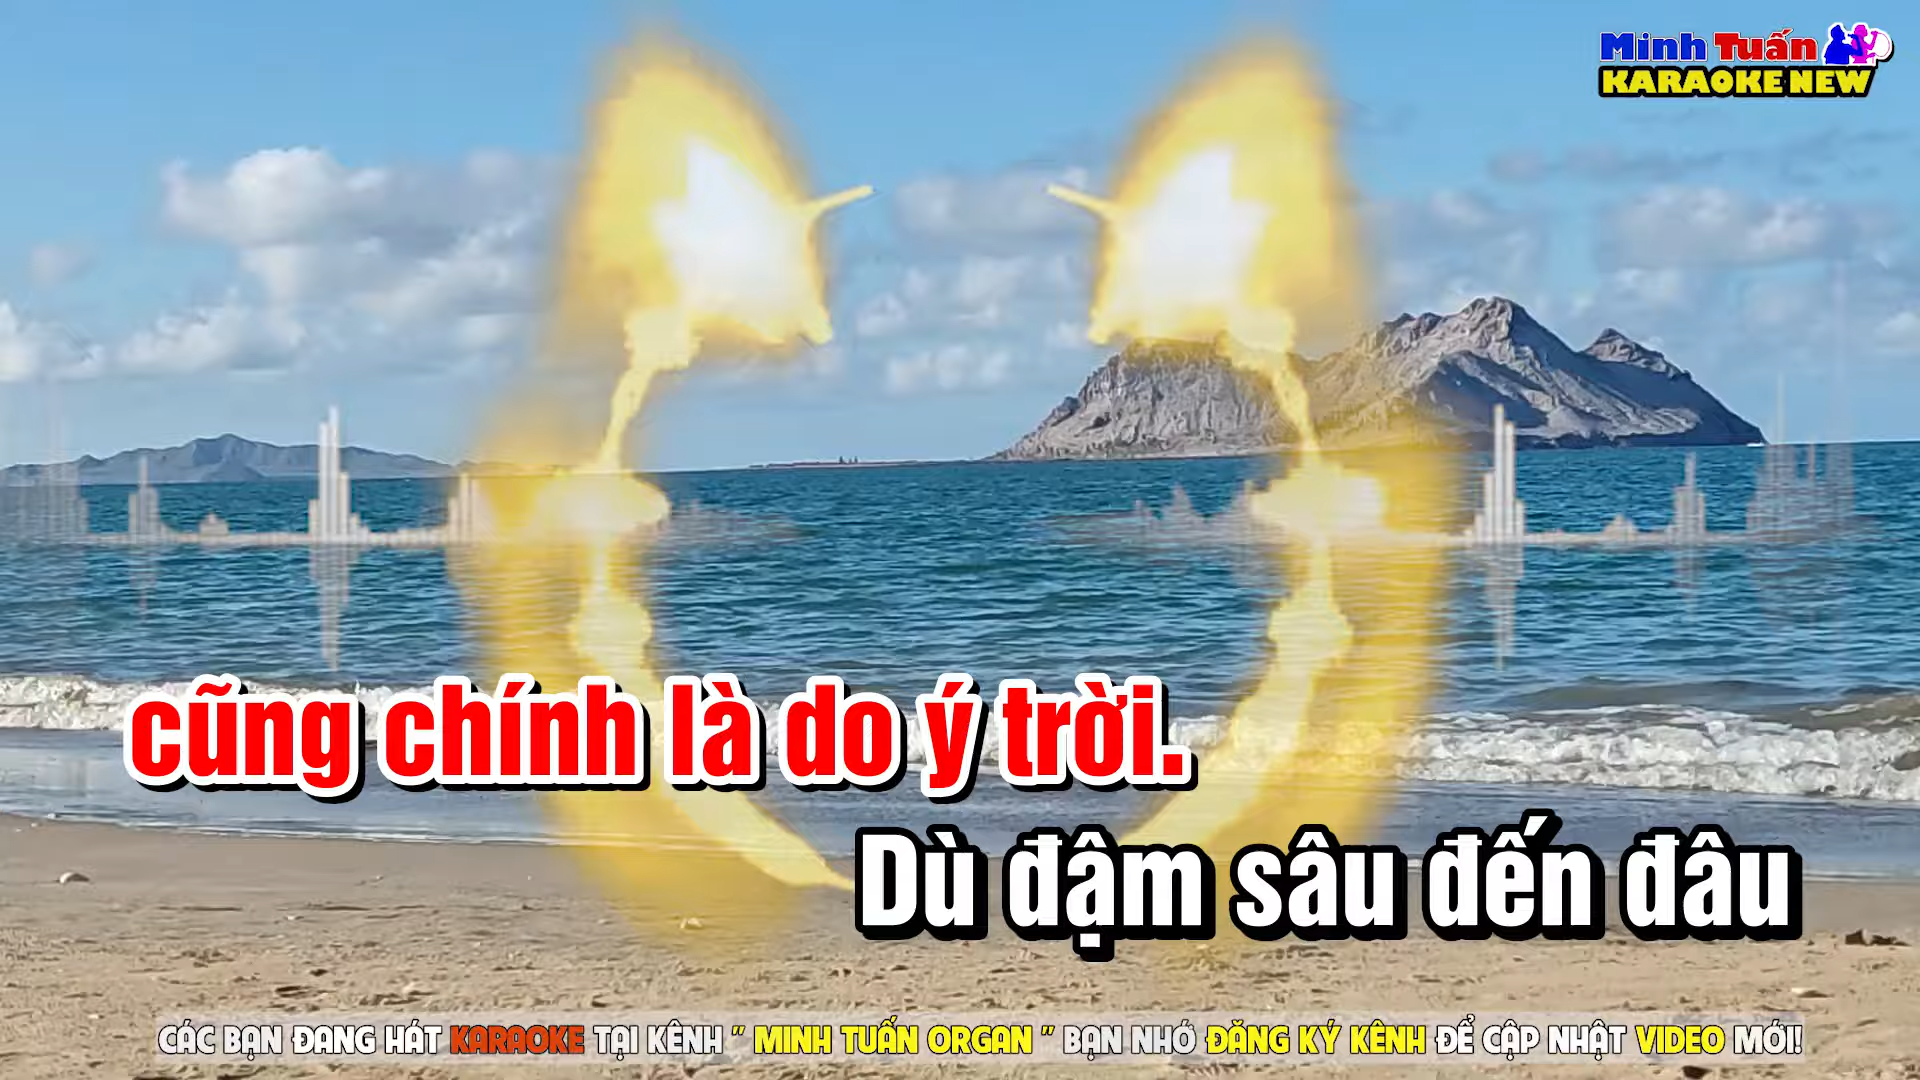 Minh Tuấn
KARAOKE NEW
cũng chính là do ý trời.
Dù đậm sâu đến đâu
CÁC BẠN ĐANG HÁT KARAOKE TẠI KÊNH " MINH TUẤN ORGAN " BẠN NHỚ ĐĂNG KÝ KÊNH ĐỂ CẬP NHẬT VIDEO MỚI!